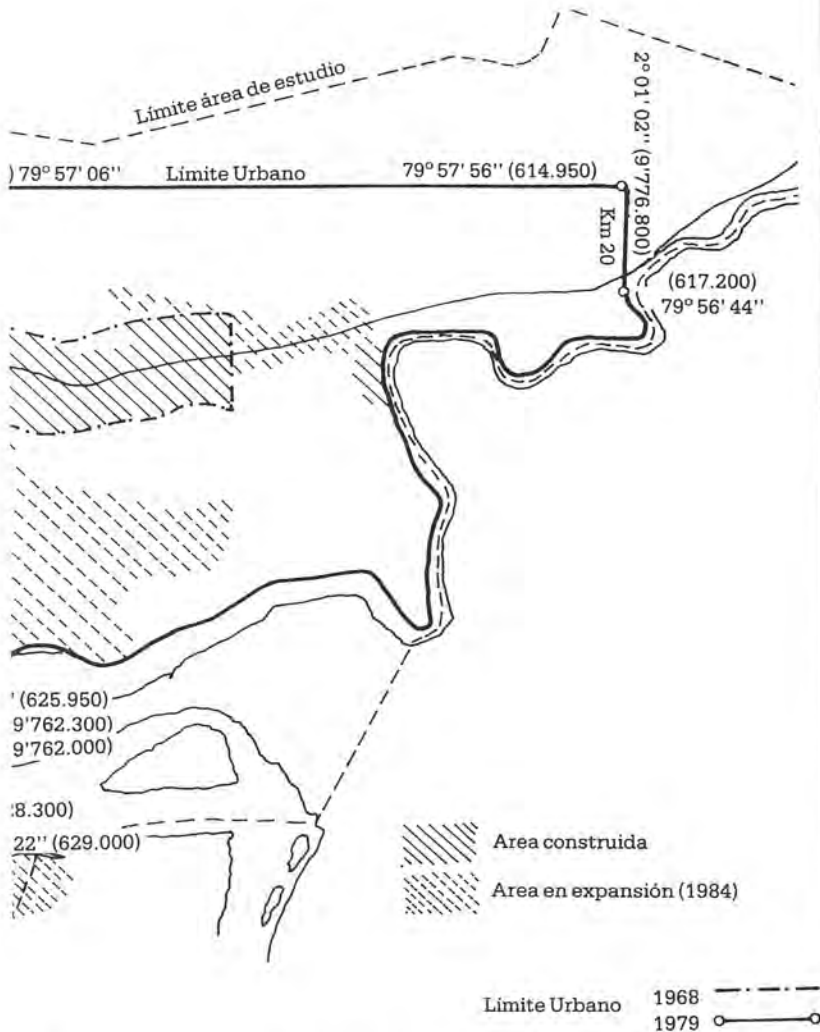 Límite área de estudio
2° 01' 02'' (9'776.800)
) 79° 57' 06''
Límite Urbano
79° 57' 56'' (614.950)
Km 20
(617.200)
79° 56' 44''
' (625.950)
9'762.300)
9'762.000)
8.300)
22'' (629.000)
Area construida
Area en expansión (1984)
Límite Urbano
1968
1979